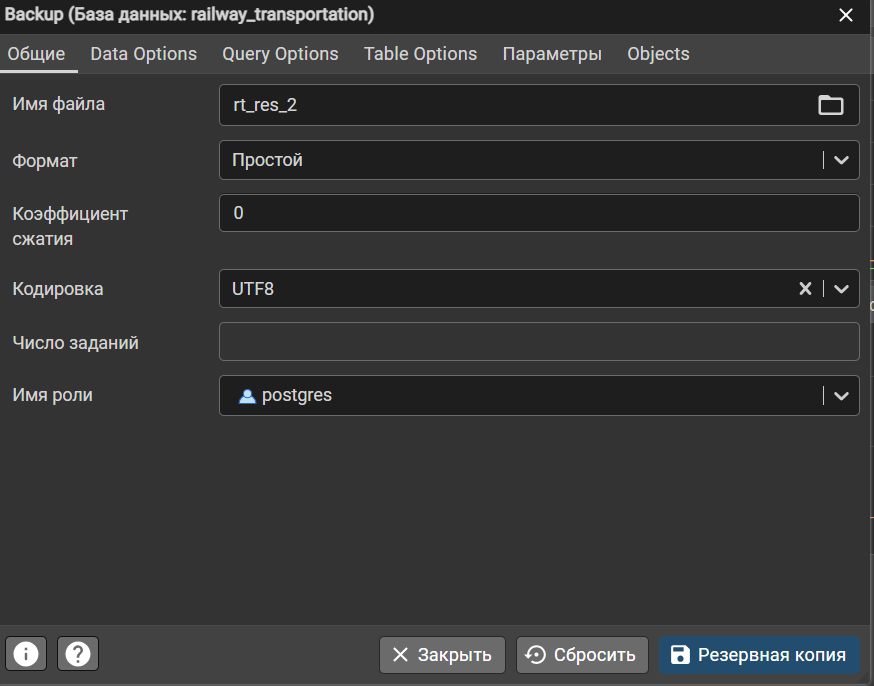 Backup (База данных: railway_transportation)
Общие Data Options Query Options Table Options Параметры Objects
Имя файла rt_res_2
Формат Простой
Коэффициент сжатия 0
Кодировка UTF8
Число заданий
Имя роли postgres
Закрыть Сбросить Резервная копия